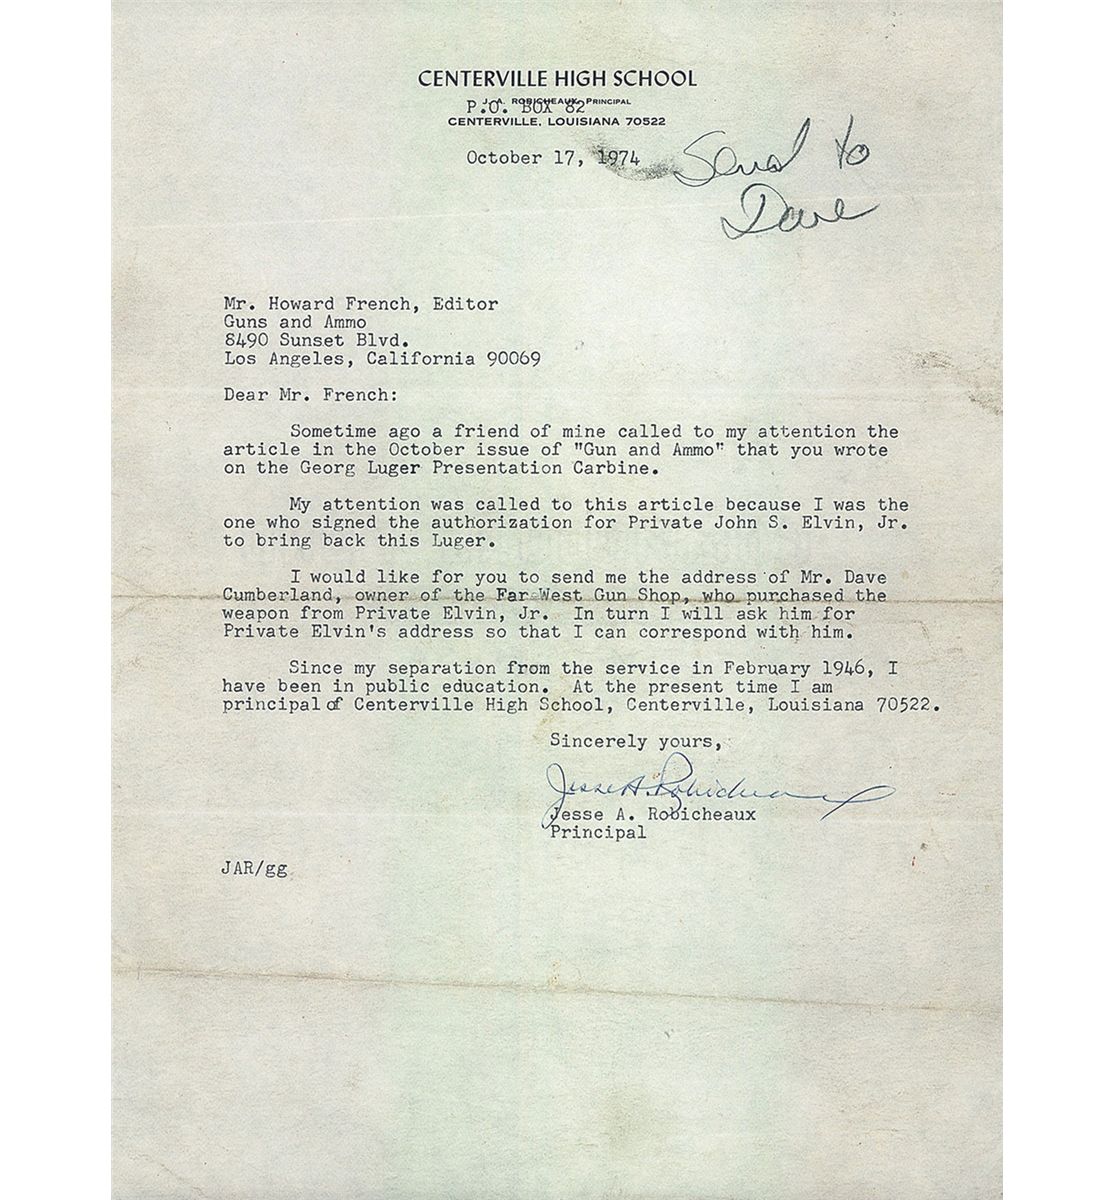 CENTERVILLE HIGH SCHOOL
J. A. ROBICHEAUX, PRINCIPAL
P.O. BOX 82
CENTERVILLE, LOUISIANA 70522
October 17, 1974
Send to
Dave
Mr. Howard French, Editor
Guns and Ammo
8490 Sunset Blvd.
Los Angeles, California 90069
Dear Mr. French:
Sometime ago a friend of mine called to my attention the
article in the October issue of "Gun and Ammo" that you wrote
on the Georg Luger Presentation Carbine.
My attention was called to this article because I was the
one who signed the authorization for Private John S. Elvin, Jr.
to bring back this Luger.
I would like for you to send me the address of Mr. Dave
Cumberland, owner of the Far West Gun Shop, who purchased the
weapon from Private Elvin, Jr. In turn I will ask him for
Private Elvin's address so that I can correspond with him.
Since my separation from the service in February 1946, I
have been in public education. At the present time I am
principal of Centerville High School, Centerville, Louisiana 70522.
Sincerely yours,
Jesse A. Robicheaux
Jesse A. Robicheaux
Principal
JAR/gg